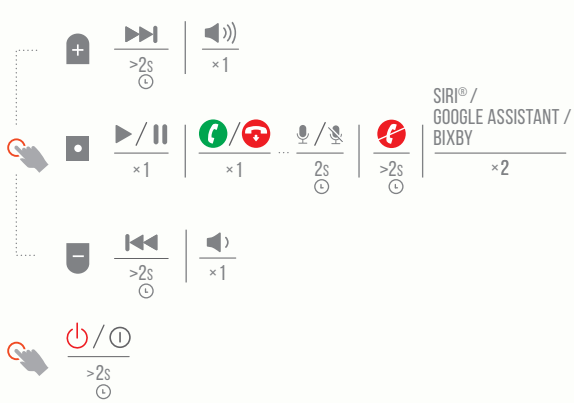 >2s
×1
SIRI® /
GOOGLE ASSISTANT /
BIXBY
×1
×1
2s
>2s
×2
>2s
×1
>2s